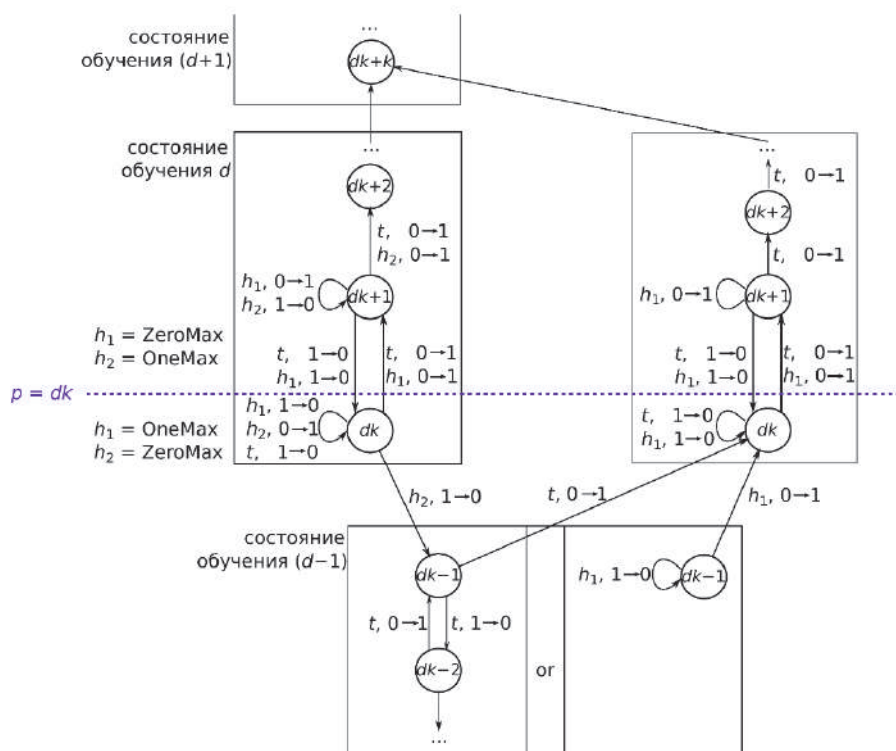 состояние
обучения (d+1)
...
dk+k
состояние
обучения d
...
dk+2
t, 0→1
h₂, 0→1
h₁, 0→1
h₂, 1→0
dk+1
h₁ = ZeroMax
h₂ = OneMax
t, 1→0
h₁, 1→0
t, 0→1
h₁, 0→1
p = dk
h₁ = OneMax
h₂ = ZeroMax
h₁, 1→0
h₂, 0→1
t, 1→0
dk
...
t, 0→1
dk+2
t, 0→1
h₁, 0→1
dk+1
t, 1→0
h₁, 1→0
t, 0→1
h₁, 0→1
t, 1→0
h₁, 1→0
dk
h₂, 1→0
t, 0→1
h₁, 0→1
состояние
обучения (d−1)
dk−1
t, 0→1
t, 1→0
dk−2
...
or
h₁, 1→0
dk−1